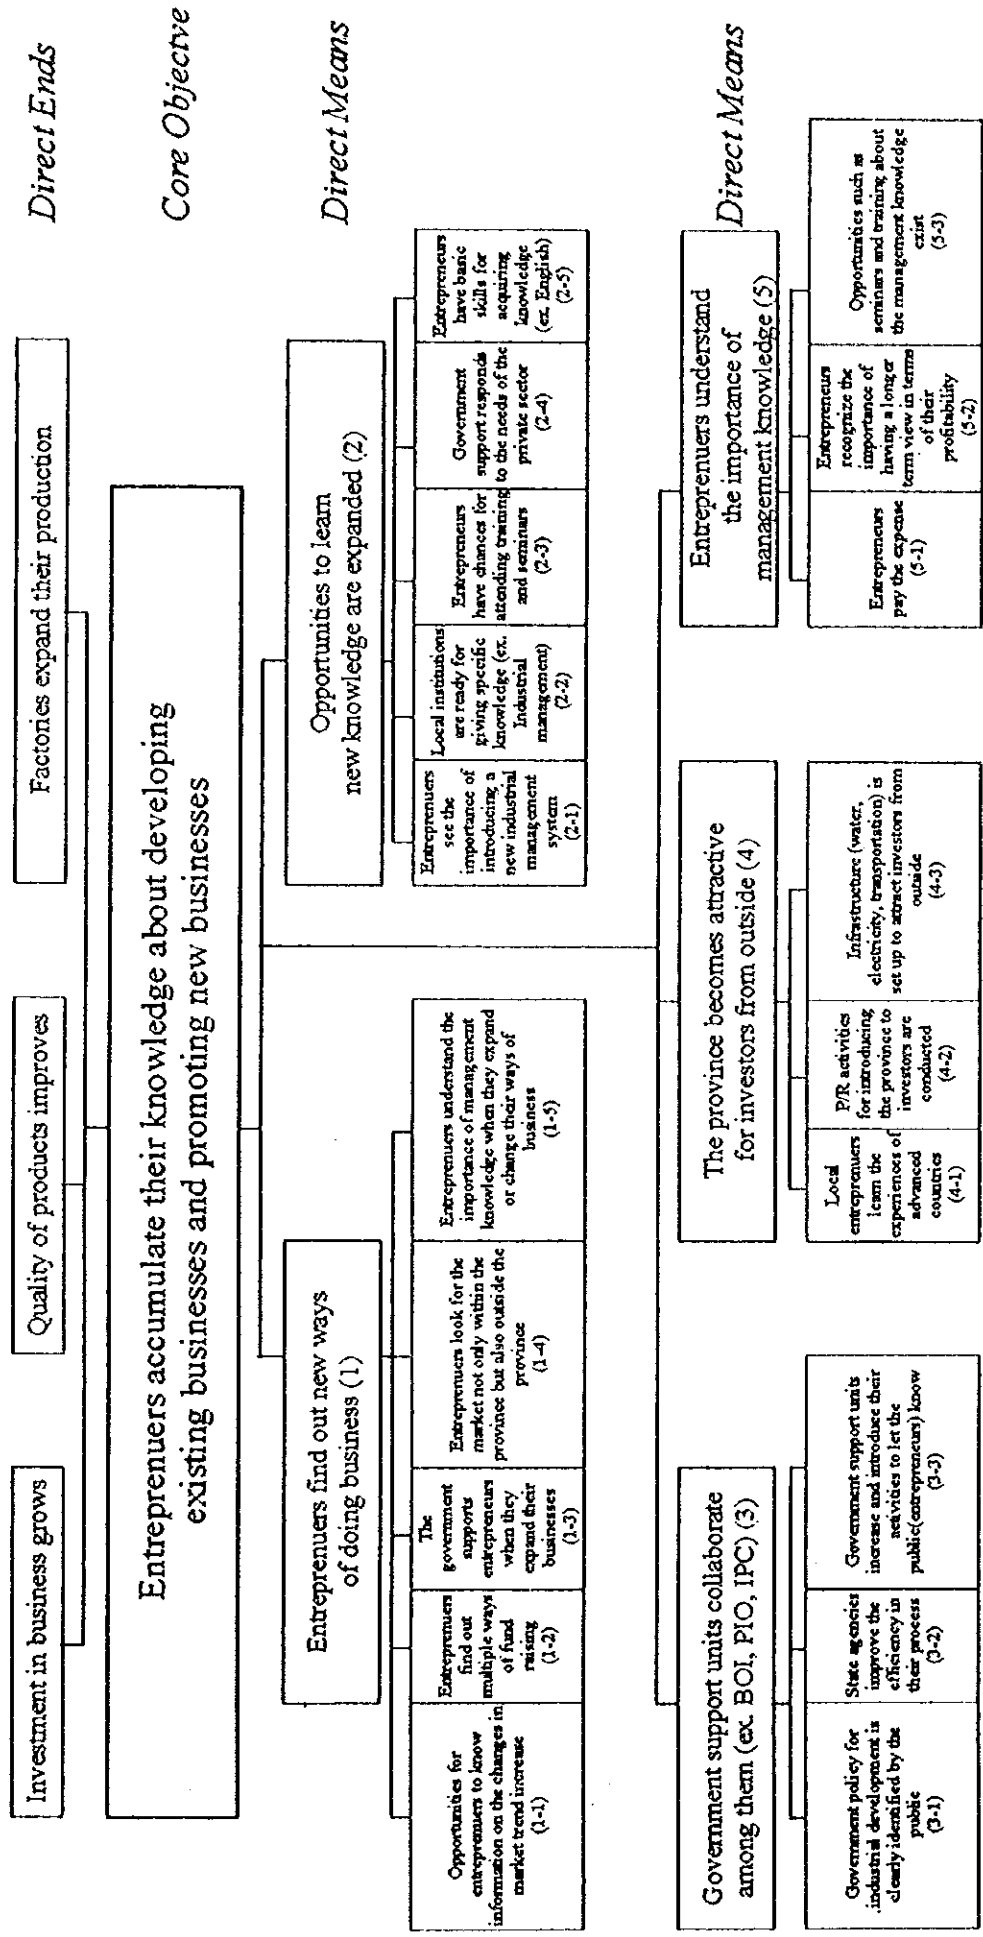 Direct Ends
Investment in business grows
Quality of products improves
Factories expand their production
Core Objectve
Entreprenuers accumulate their knowledge about developing
existing businesses and promoting new businesses
Direct Means
Entreprenuers find out new ways
of doing business (1)
Opportunities to learn
new knowledge are expanded (2)
Opportunities for
entreprenuers to know
information on the changes in
market trend increase
(1-1)
Entreprenuers
find out
multiple ways
of fund
raising
(1-2)
The
government
supports
entrepreneurs
when they
expand their
businesses
(1-3)
Entreprenuers look for the
market not only within the
province but also outside the
province
(1-4)
Entreprenuers understand the
importance of management
knowledge when they expand
or change their ways of
business
(1-5)
Entreprenuers
see the
importance of
introducing a
new industrial
management
system
(2-1)
Local institutions
are ready for
giving specific
knowledge (ex.
Industrial
management)
(2-2)
Entrepreneurs
have chances for
attending training
and seminars
(2-3)
Government
support responds
to the needs of the
private sector
(2-4)
Entrepreneurs
have basic
skills for
acquiring
knowledge
(ex, English)
(2-5)
Direct Means
Government support units collaborate
among them (ex. BOI, PIO, IPC) (3)
The province becomes attractive
for investors from outside (4)
Entreprenuers understand
the importance of
management knowledge (5)
Government policy for
industrial development is
clearly identified by the
public
(3-1)
State agencies
improve the
efficiency in
their process
(3-2)
Government support units
increase and introduce their
activities to let the
public(entrepreneurs) know
(3-3)
Local
entreprenuers
learn the
experiences of
advanced
countries
(4-1)
P/R activities
for introducing
the province to
investors are
conducted
(4-2)
Infrastructure (water,
electricity, transportation) is
set up to attract investors from
outside
(4-3)
Entrepreneurs
pay the expense
(5-1)
Entrepreneurs
recognize the
importance of
having a longer
term view in terms
of their
profitability
(5-2)
Opportunities such as
seminars and training about
the management knowledge
exist
(5-3)